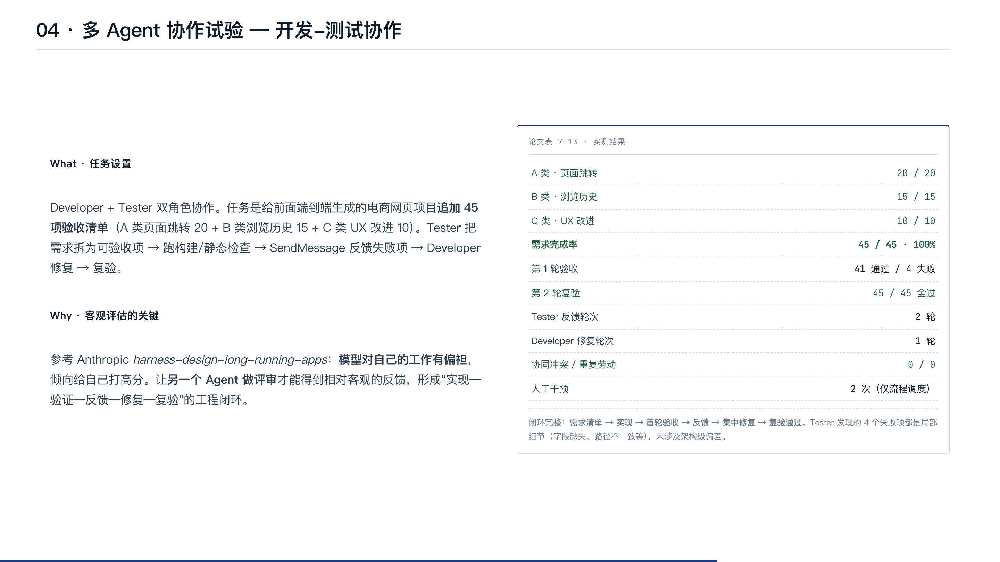 04 · 多 Agent 协作试验 — 开发–测试协作
What · 任务设置
Developer + Tester 双角色协作。任务是给前面端到端生成的电商网页项目追加 45
项验收清单（A 类页面跳转 20 + B 类浏览历史 15 + C 类 UX 改进 10）。Tester 把
需求拆为可验收项 → 跑构建/静态检查 → SendMessage 反馈失败项 → Developer
修复 → 复验。
Why · 客观评估的关键
参考 Anthropic harness-design-long-running-apps：模型对自己的工作有偏袒，
倾向给自己打高分。让另一个 Agent 做评审才能得到相对客观的反馈，形成"实现—
验证—反馈—修复—复验"的工程闭环。
论文表 7-13 · 实测结果
A 类 · 页面跳转 20 / 20
B 类 · 浏览历史 15 / 15
C 类 · UX 改进 10 / 10
需求完成率 45 / 45 · 100%
第 1 轮验收 41 通过 / 4 失败
第 2 轮复验 45 / 45 全过
Tester 反馈轮次 2 轮
Developer 修复轮次 1 轮
协同冲突 / 重复劳动 0 / 0
人工干预 2 次（仅流程调度）
闭环完整：需求清单 → 实现 → 首轮验收 → 反馈 → 集中修复 → 复验通过。Tester 发现的 4 个失败项都是局部
细节（字段缺失、路径不一致等），未涉及架构级偏差。